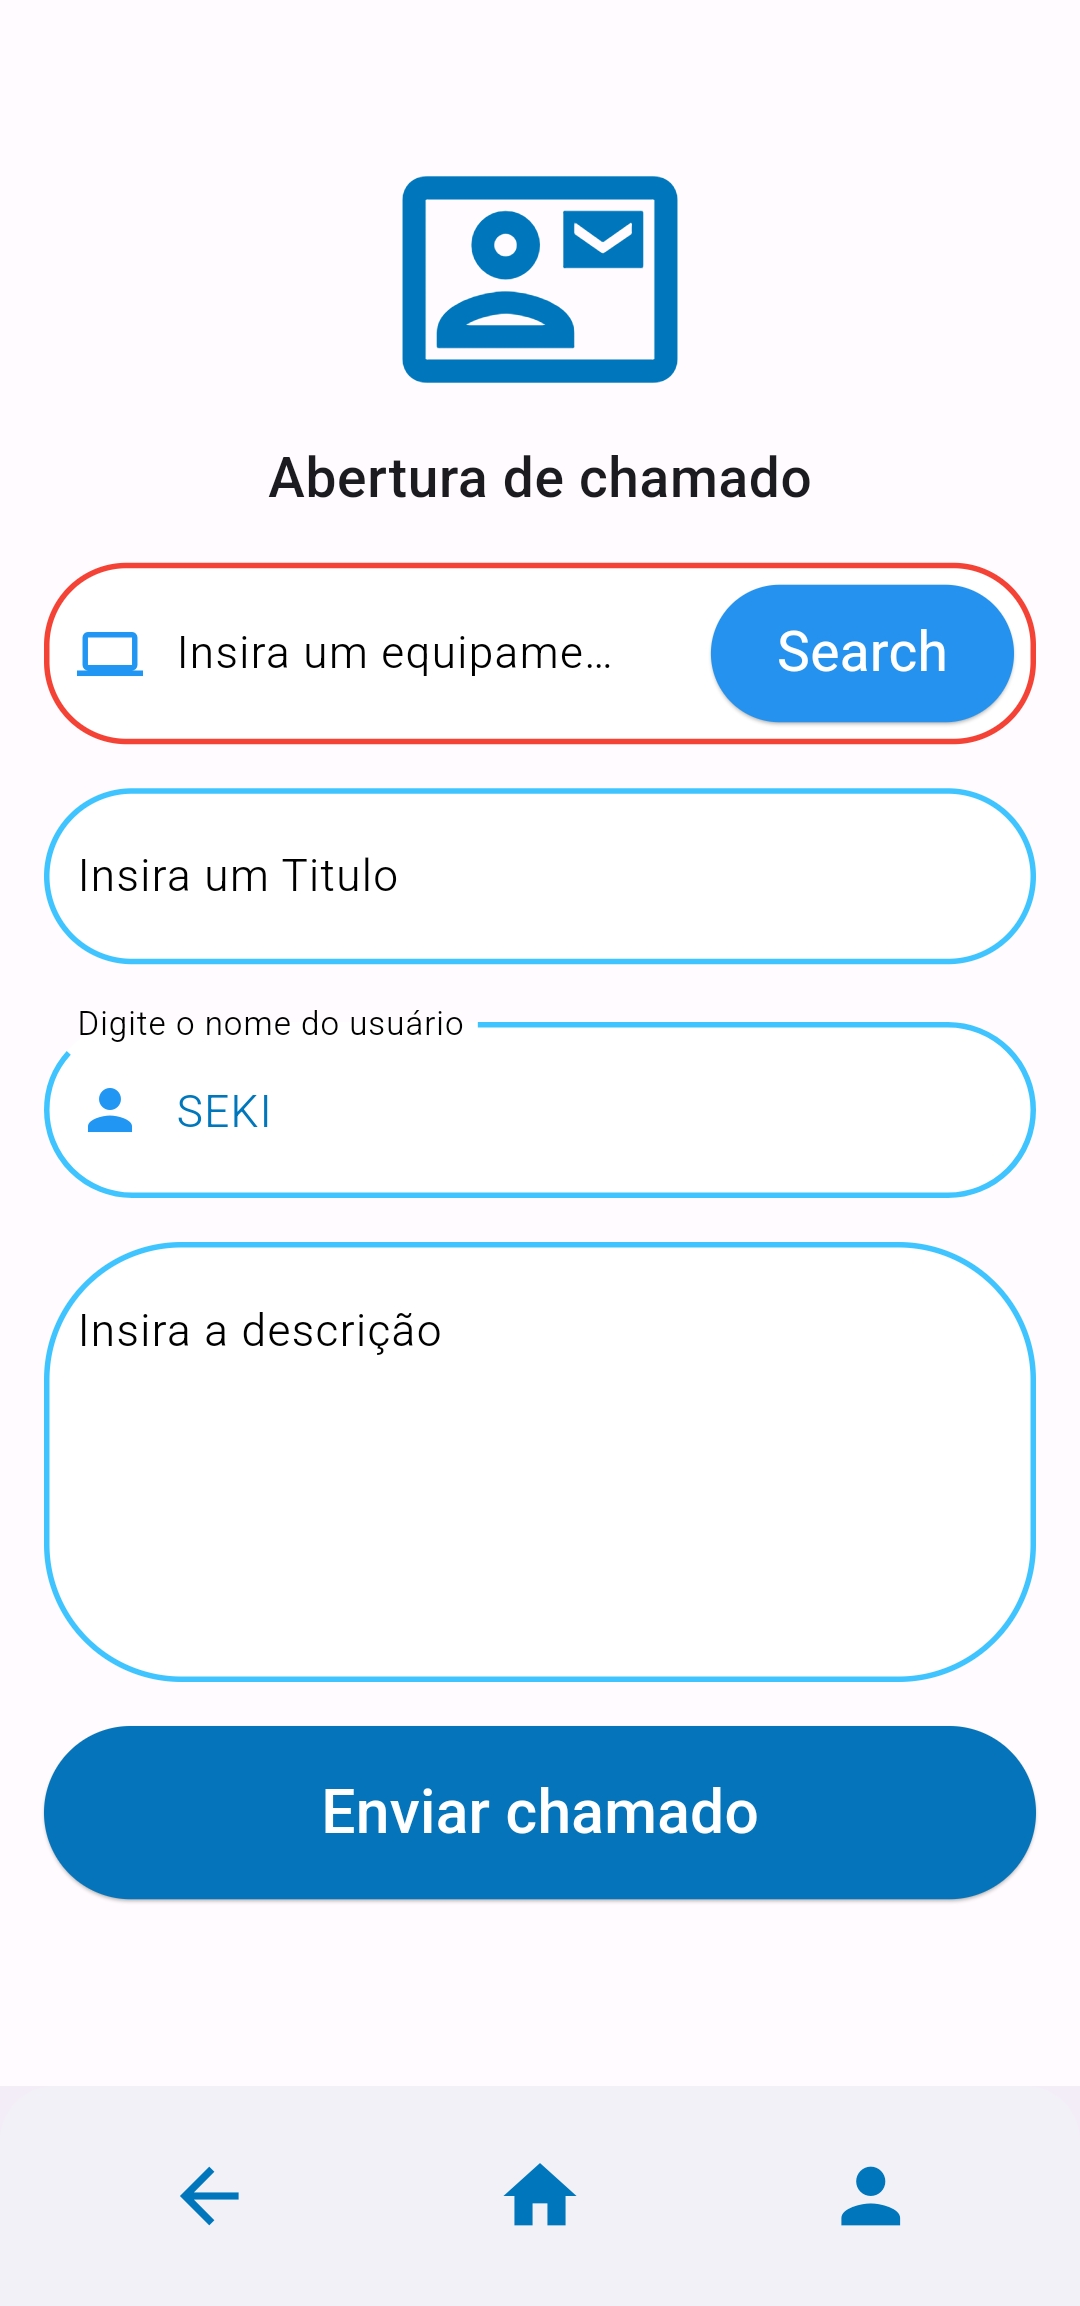 Abertura de chamado
Insira um equipame...
Search
Insira um Titulo
Digite o nome do usuário
SEKI
Insira a descrição
Enviar chamado